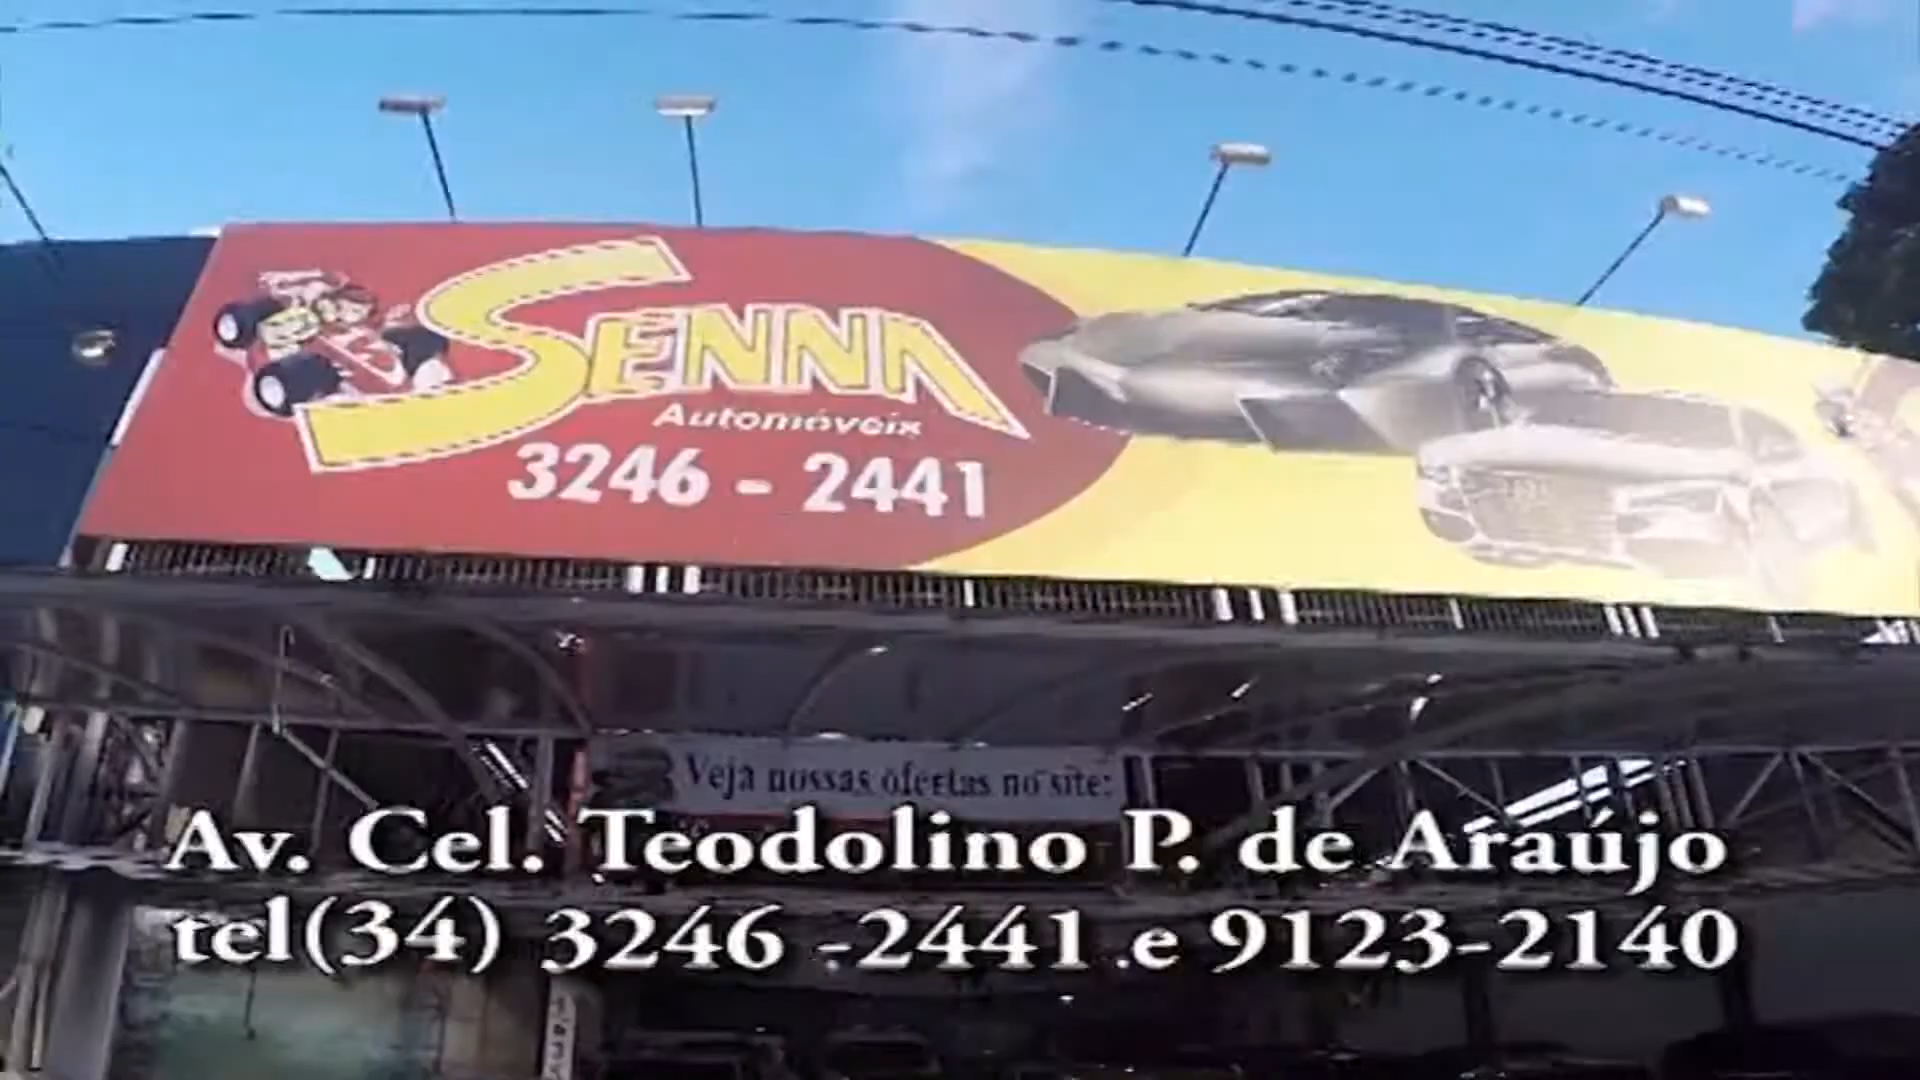 SENNA
Automóveis
3246 - 2441
Veja nossas ofertas no site:
Av. Cel. Teodolino P. de Araújo
tel(34) 3246 -2441 e 9123-2140